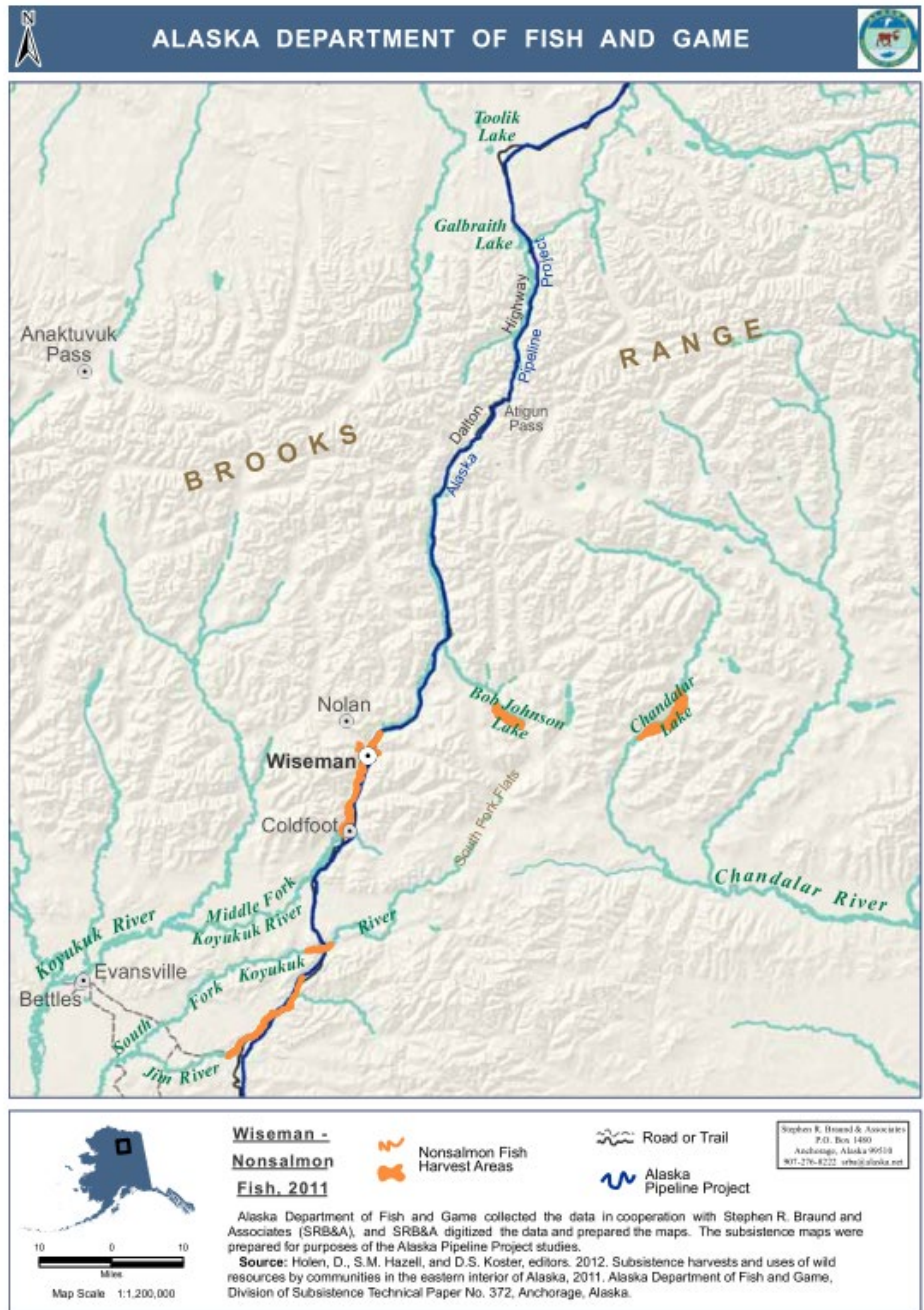 N
ALASKA DEPARTMENT OF FISH AND GAME
Toolik
Lake
Galbraith
Lake
Project
Highway
Pipeline
Anaktuvuk
Pass
RANGE
Atigun
Pass
Dalton
BROOKS
Alaska
Nolan
Bob Johnson
Lake
Chandalar
Lake
Wiseman
South Fork Flats
Coldfoot
Chandalar River
Middle Fork
Koyukuk River
Koyukuk River
River
Koyukuk
Fork
South
Evansville
Bettles
Jim River
Wiseman -
Nonsalmon
Fish, 2011
Nonsalmon Fish
Harvest Areas
Road or Trail
Alaska
Pipeline Project
Stephen R. Braund & Associates
P.O. Box 1480
Anchorage, Alaska 99510
907-276-8222 srba@alaska.net
10 0 10
Miles
Map Scale 1:1,200,000
Alaska Department of Fish and Game collected the data in cooperation with Stephen R. Braund and
Associates (SRB&A), and SRB&A digitized the data and prepared the maps. The subsistence maps were
prepared for purposes of the Alaska Pipeline Project studies.
Source: Holen, D., S.M. Hazell, and D.S. Koster, editors. 2012. Subsistence harvests and uses of wild
resources by communities in the eastern interior of Alaska, 2011. Alaska Department of Fish and Game,
Division of Subsistence Technical Paper No. 372, Anchorage, Alaska.